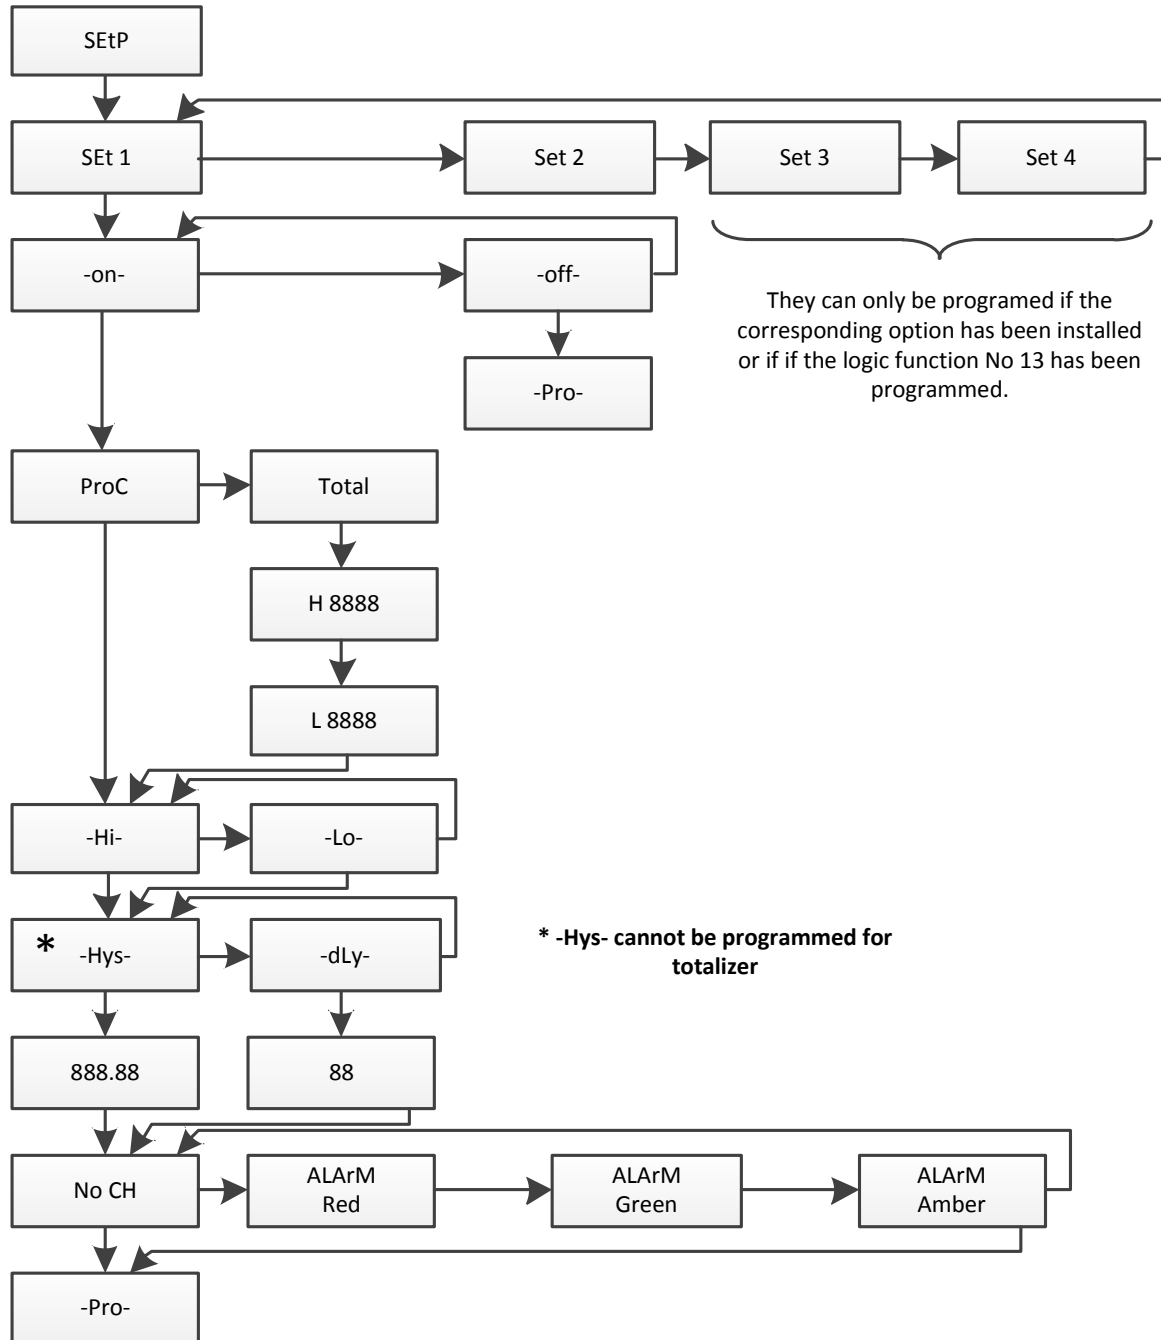 SEtP
SEt 1
Set 2
Set 3
Set 4
-on-
-off-
They can only be programed if the
corresponding option has been installed
or if if the logic function No 13 has been
programmed.
-Pro-
ProC
Total
H 8888
L 8888
-Hi-
-Lo-
* -Hys-
-dLy-
* -Hys- cannot be programmed for
totalizer
888.88
88
No CH
ALArM
Red
ALArM
Green
ALArM
Amber
-Pro-